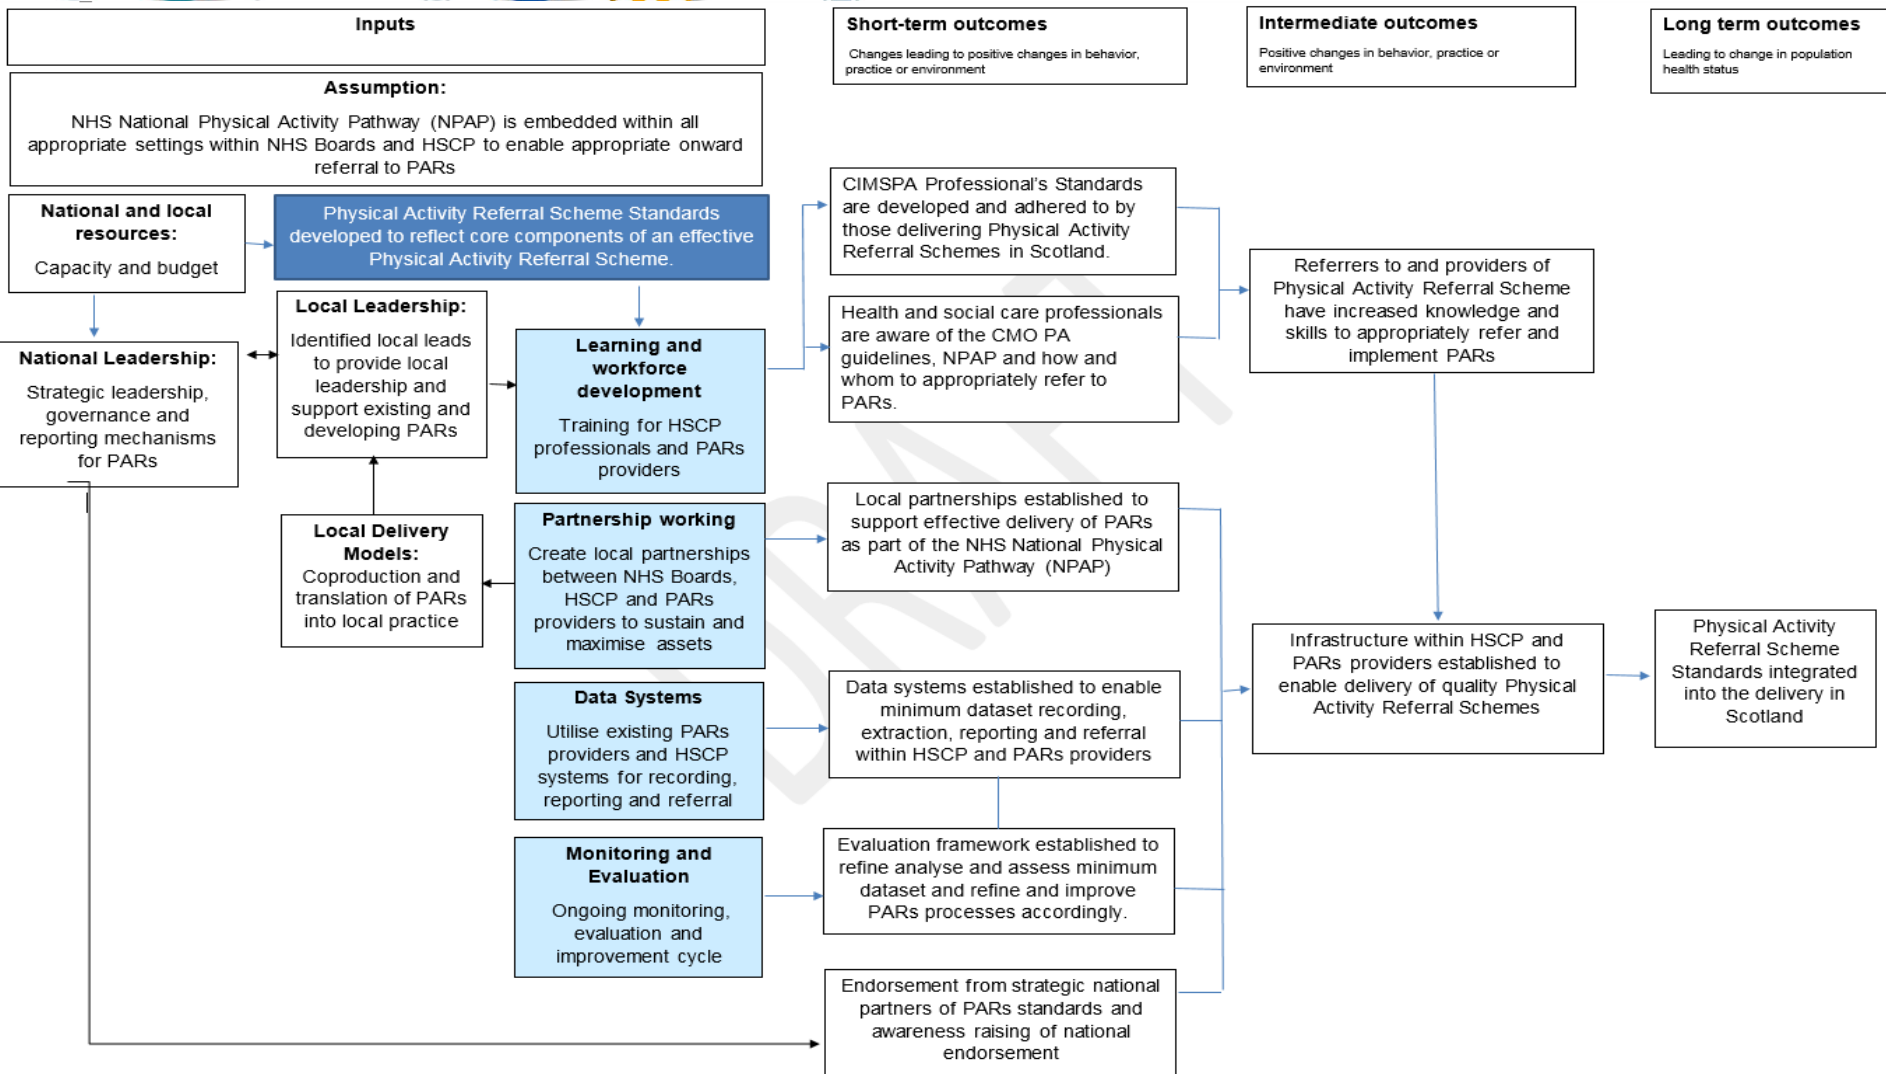 Inputs
Short-term outcomes
Changes leading to positive changes in behavior,
practice or environment
Intermediate outcomes
Positive changes in behavior, practice or
environment
Long term outcomes
Leading to change in population
health status
Assumption:
NHS National Physical Activity Pathway (NPAP) is embedded within all
appropriate settings within NHS Boards and HSCP to enable appropriate onward
referral to PARs
National and local
resources:
Capacity and budget
Physical Activity Referral Scheme Standards
developed to reflect core components of an effective
Physical Activity Referral Scheme.
National Leadership:
Strategic leadership,
governance and
reporting mechanisms
for PARs
Local Leadership:
Identified local leads
to provide local
leadership and
support existing and
developing PARs
Local Delivery
Models:
Coproduction and
translation of PARs
into local practice
Learning and
workforce
development
Training for HSCP
professionals and PARs
providers
Partnership working
Create local partnerships
between NHS Boards,
HSCP and PARs
providers to sustain and
maximise assets
Data Systems
Utilise existing PARs
providers and HSCP
systems for recording,
reporting and referral
Monitoring and
Evaluation
Ongoing monitoring,
evaluation and
improvement cycle
CIMSPA Professional's Standards
are developed and adhered to by
those delivering Physical Activity
Referral Schemes in Scotland.
Health and social care professionals
are aware of the CMO PA
guidelines, NPAP and how and
whom to appropriately refer to
PARs.
Local partnerships established to
support effective delivery of PARs
as part of the NHS National Physical
Activity Pathway (NPAP)
Data systems established to enable
minimum dataset recording,
extraction, reporting and referral
within HSCP and PARs providers
Evaluation framework established to
refine analyse and assess minimum
dataset and refine and improve
PARs processes accordingly.
Endorsement from strategic national
partners of PARs standards and
awareness raising of national
endorsement
Referrers to and providers of
Physical Activity Referral Scheme
have increased knowledge and
skills to appropriately refer and
implement PARs
Infrastructure within HSCP and
PARs providers established to
enable delivery of quality Physical
Activity Referral Schemes
Physical Activity
Referral Scheme
Standards integrated
into the delivery in
Scotland
DRAFT